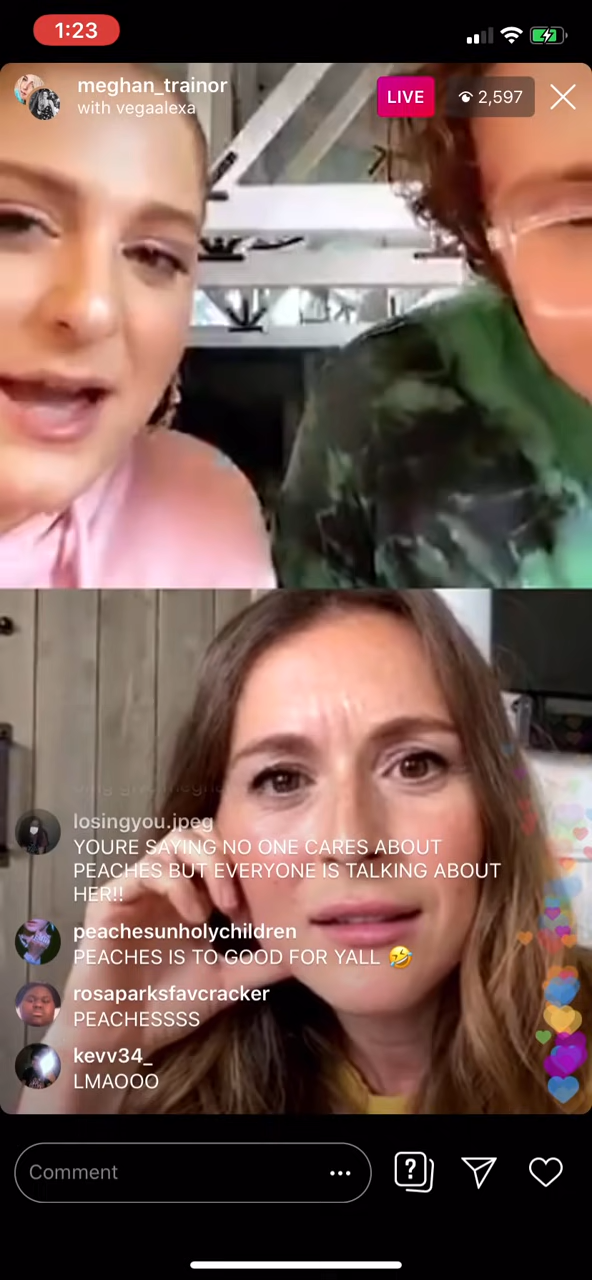 1:23
meghan_trainor
with vegaalexa
LIVE
2,597
losingyou.jpeg
YOURE SAYING NO ONE CARES ABOUT
PEACHES BUT EVERYONE IS TALKING ABOUT
HER!!
peachesunholychildren
PEACHES IS TO GOOD FOR YALL 🤣
rosaparksfavcracker
PEACHESSSS
kevv34_
LMAOOO
Comment